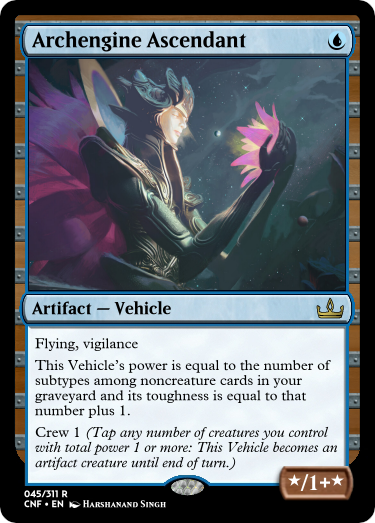 Archengine Ascendant
Artifact — Vehicle
Flying, vigilance
This Vehicle's power is equal to the number of
subtypes among noncreature cards in your
graveyard and its toughness is equal to that
number plus 1.
Crew 1 (Tap any number of creatures you control
with total power 1 or more: This Vehicle becomes an
artifact creature until end of turn.)
★/1+★
045/311 R
CNF • EN Harshanand Singh